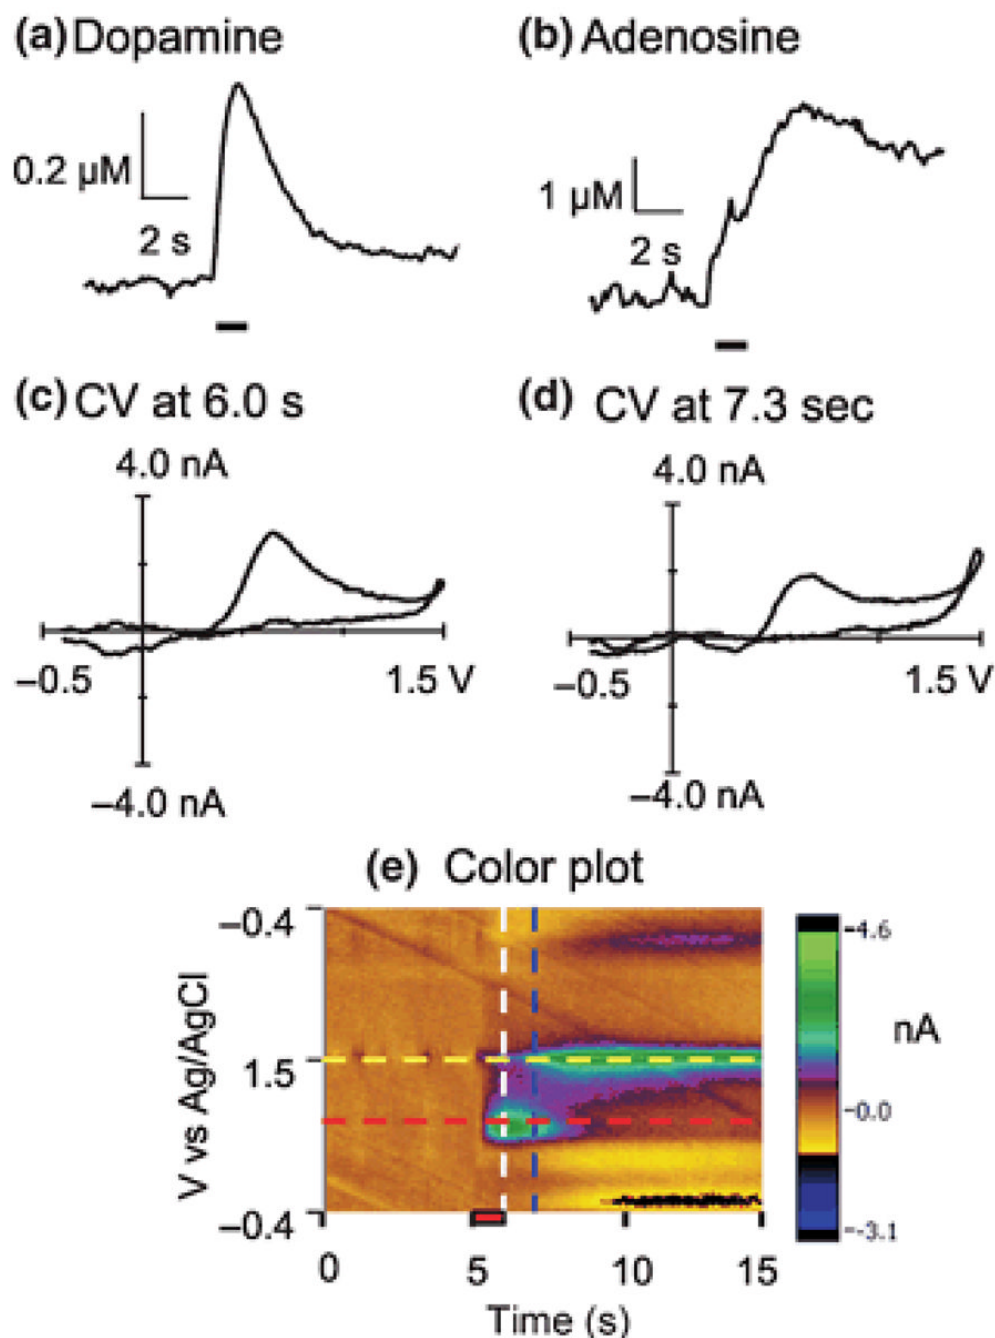 (a) Dopamine
(b) Adenosine
0.2 µM
2 s
1 µM
2 s
(c) CV at 6.0 s
(d) CV at 7.3 sec
4.0 nA
4.0 nA
–0.5
1.5 V
–0.5
1.5 V
–4.0 nA
–4.0 nA
(e) Color plot
–0.4
1.5
–0.4
V vs Ag/AgCl
0
5
10
15
Time (s)
-4.6
nA
-0.0
--3.1